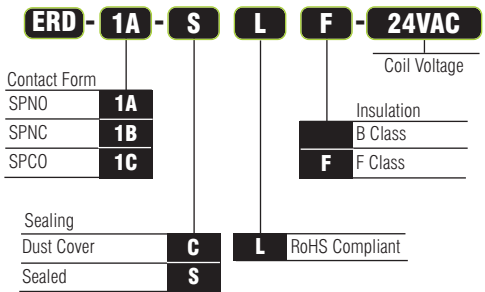 ERD - 1A - S L F - 24VAC
Coil Voltage
Contact Form
SPNO 1A
SPNC 1B
SPCO 1C
Insulation
B Class
F F Class
Sealing
Dust Cover C
Sealed S
L RoHS Compliant